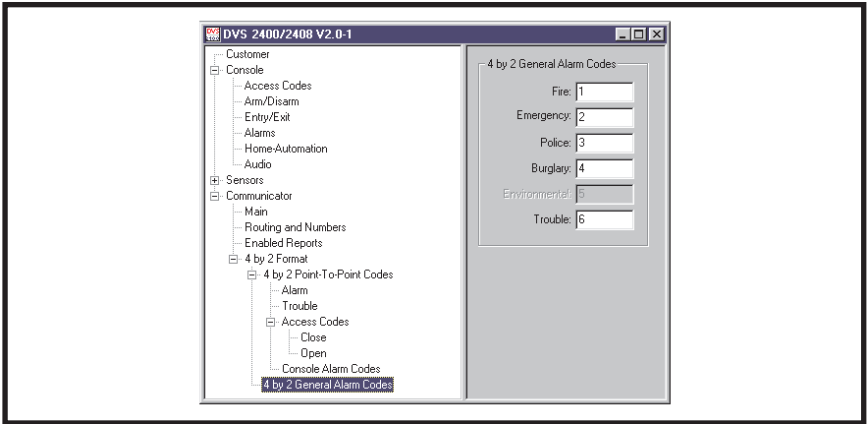 DVS 2400/2408 V2.0-1
Customer
Console
Access Codes
Arm/Disarm
Entry/Exit
Alarms
Home-Automation
Audio
Sensors
Communicator
Main
Routing and Numbers
Enabled Reports
4 by 2 Format
4 by 2 Point-To-Point Codes
Alarm
Trouble
Access Codes
Close
Open
Console Alarm Codes
4 by 2 General Alarm Codes
4 by 2 General Alarm Codes
Fire: 1
Emergency: 2
Police: 3
Burglary: 4
Environmental: 5
Trouble: 6